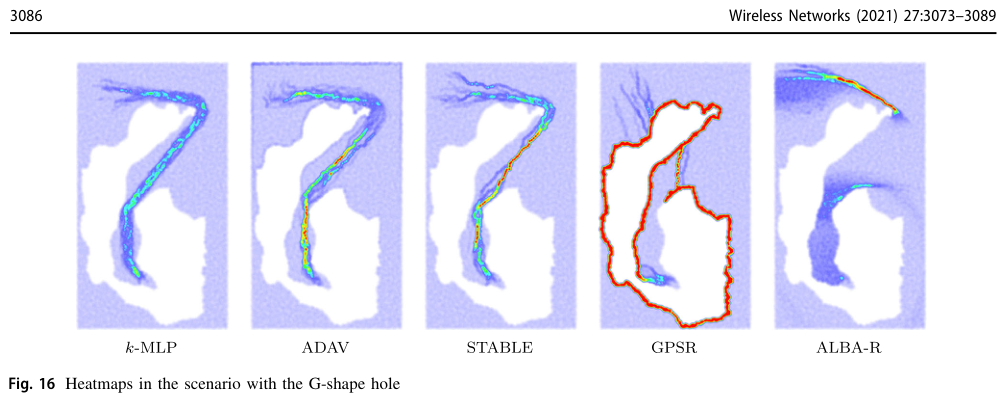 3086 Wireless Networks (2021) 27:3073–3089
k-MLP ADAV STABLE GPSR ALBA-R
Fig. 16 Heatmaps in the scenario with the G-shape hole